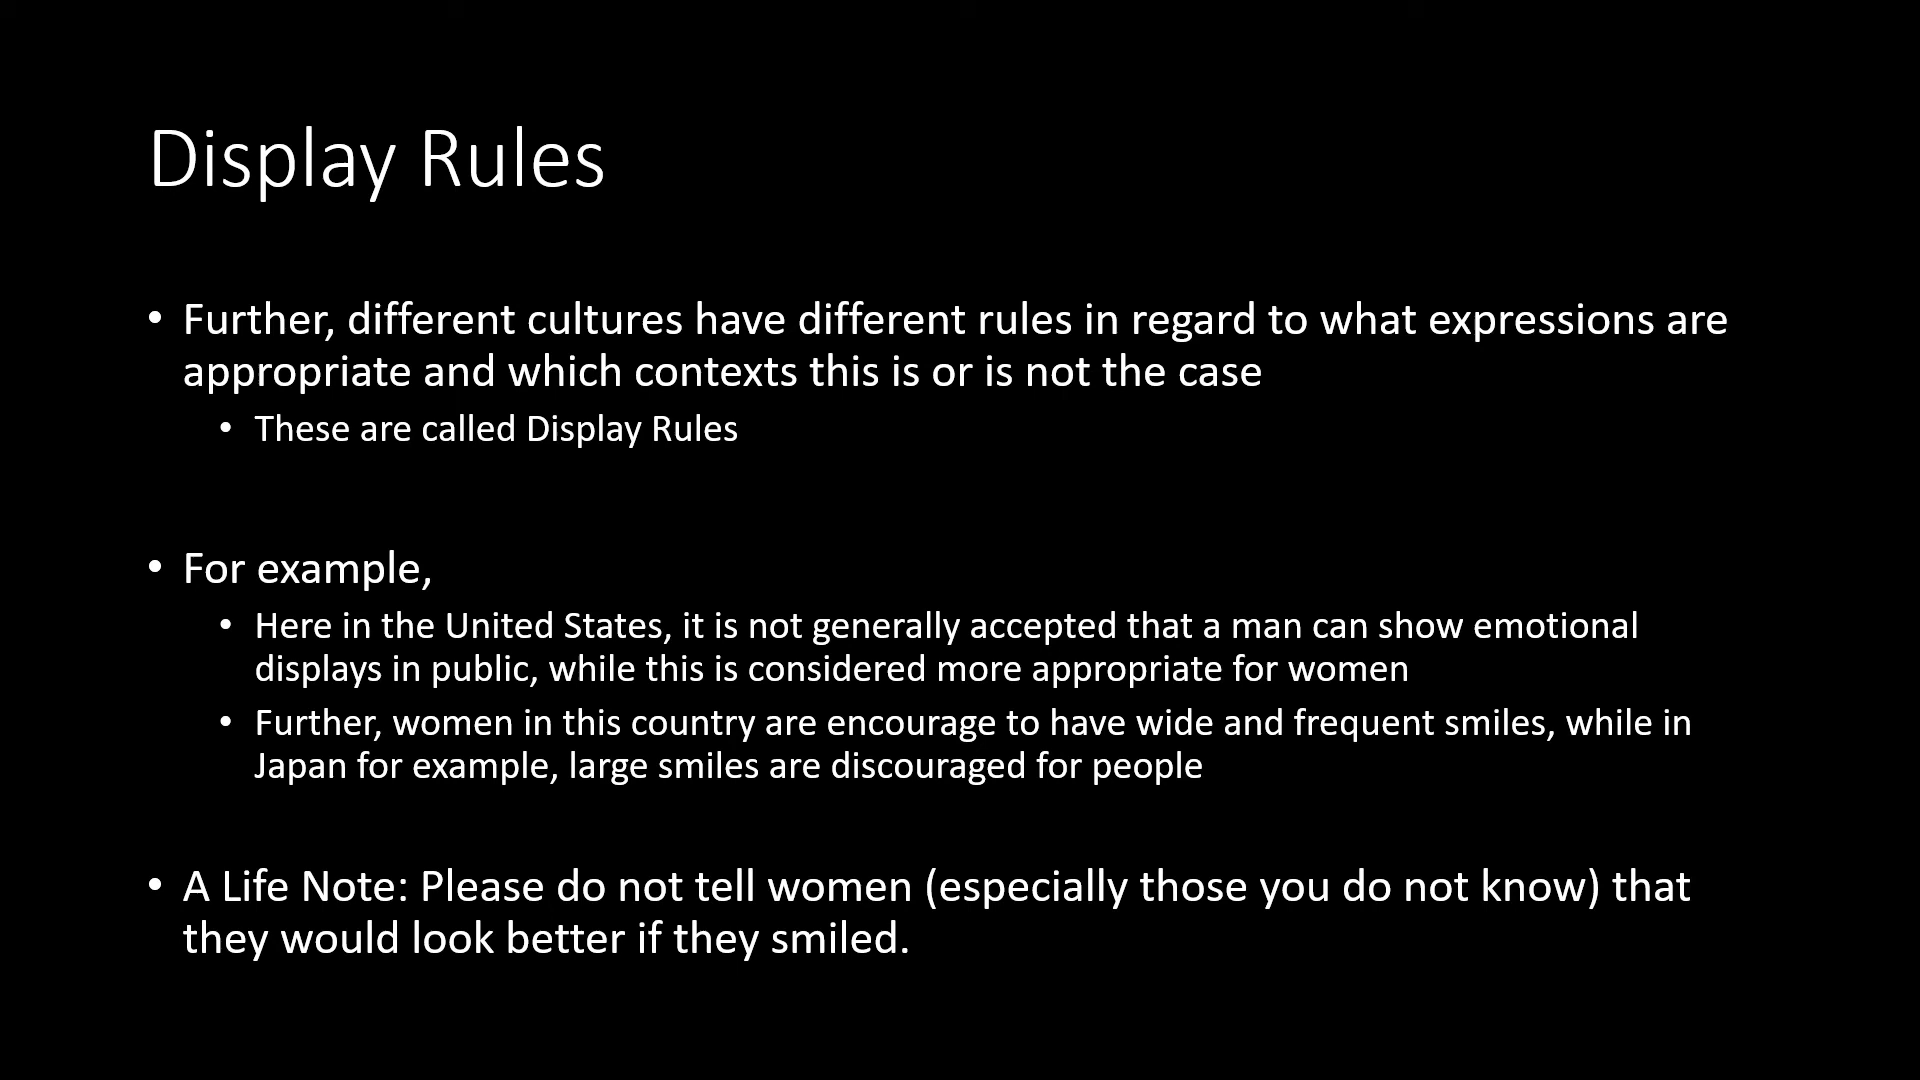 Display Rules
• Further, different cultures have different rules in regard to what expressions are
appropriate and which contexts this is or is not the case
• These are called Display Rules
• For example,
• Here in the United States, it is not generally accepted that a man can show emotional
displays in public, while this is considered more appropriate for women
• Further, women in this country are encourage to have wide and frequent smiles, while in
Japan for example, large smiles are discouraged for people
• A Life Note: Please do not tell women (especially those you do not know) that
they would look better if they smiled.